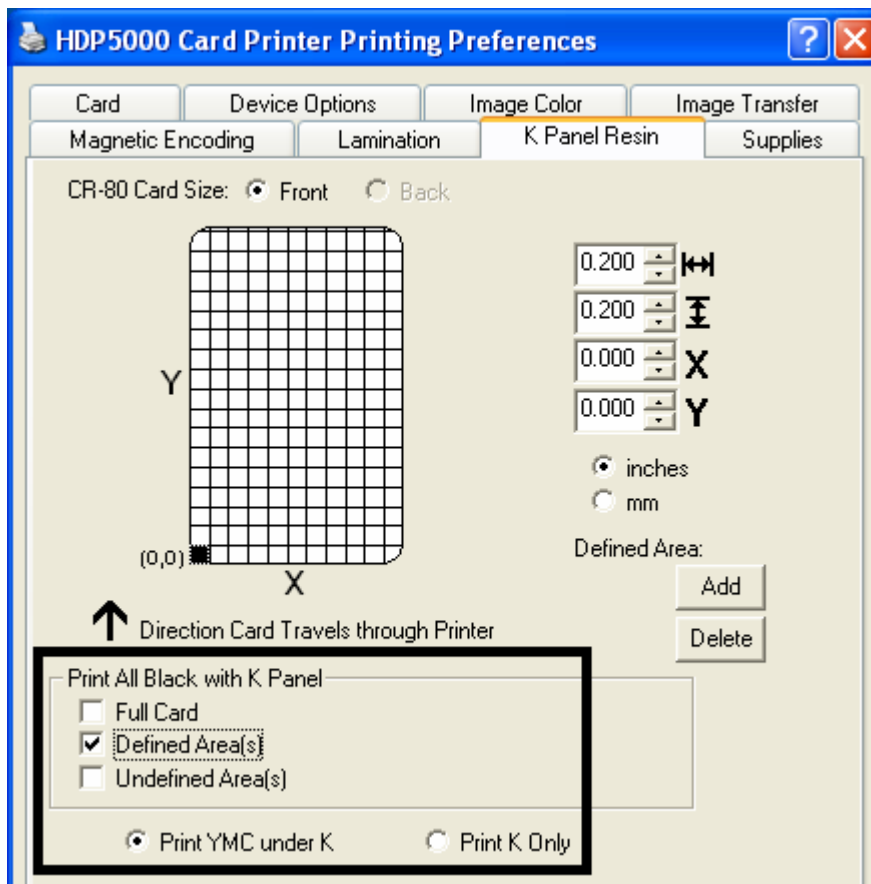 HDP5000 Card Printer Printing Preferences
Card Device Options Image Color Image Transfer
Magnetic Encoding Lamination K Panel Resin Supplies
CR-80 Card Size: Front Back
0.200
0.200
0.000 X
0.000 Y
Y
inches
mm
(0,0)
X
Defined Area:
Add
Direction Card Travels through Printer
Delete
Print All Black with K Panel
Full Card
Defined Area(s)
Undefined Area(s)
Print YMC under K Print K Only